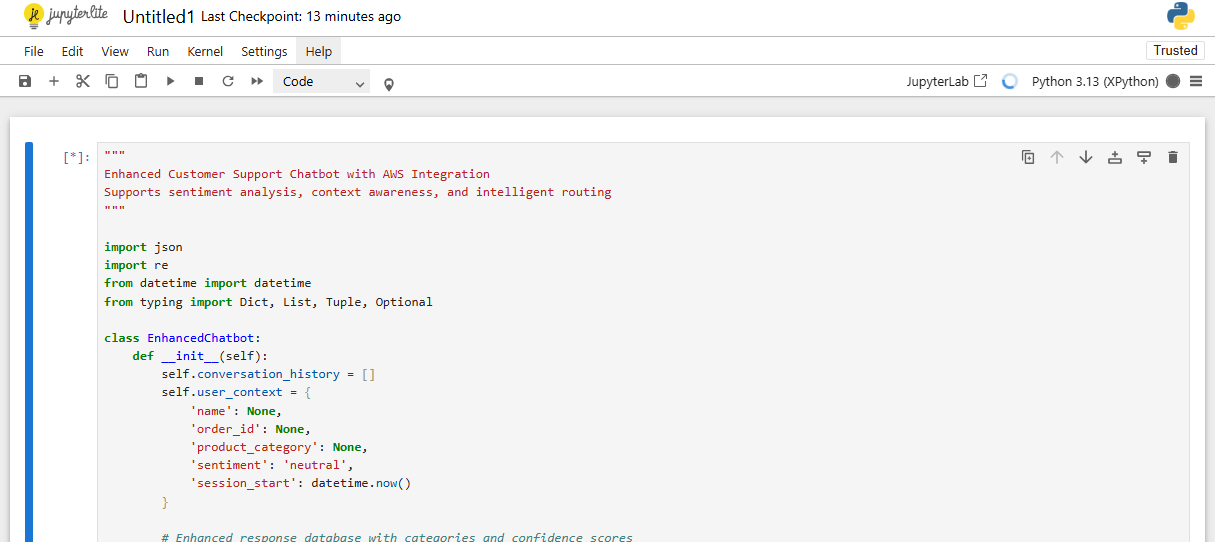 jupyterlite Untitled1 Last Checkpoint: 13 minutes ago
File Edit View Run Kernel Settings Help Trusted
Code JupyterLab Python 3.13 (XPython)
[*]: """
Enhanced Customer Support Chatbot with AWS Integration
Supports sentiment analysis, context awareness, and intelligent routing
"""
import json
import re
from datetime import datetime
from typing import Dict, List, Tuple, Optional
class EnhancedChatbot:
    def __init__(self):
        self.conversation_history = []
        self.user_context = {
            'name': None,
            'order_id': None,
            'product_category': None,
            'sentiment': 'neutral',
            'session_start': datetime.now()
        }
        # Enhanced response database with categories and confidence scores